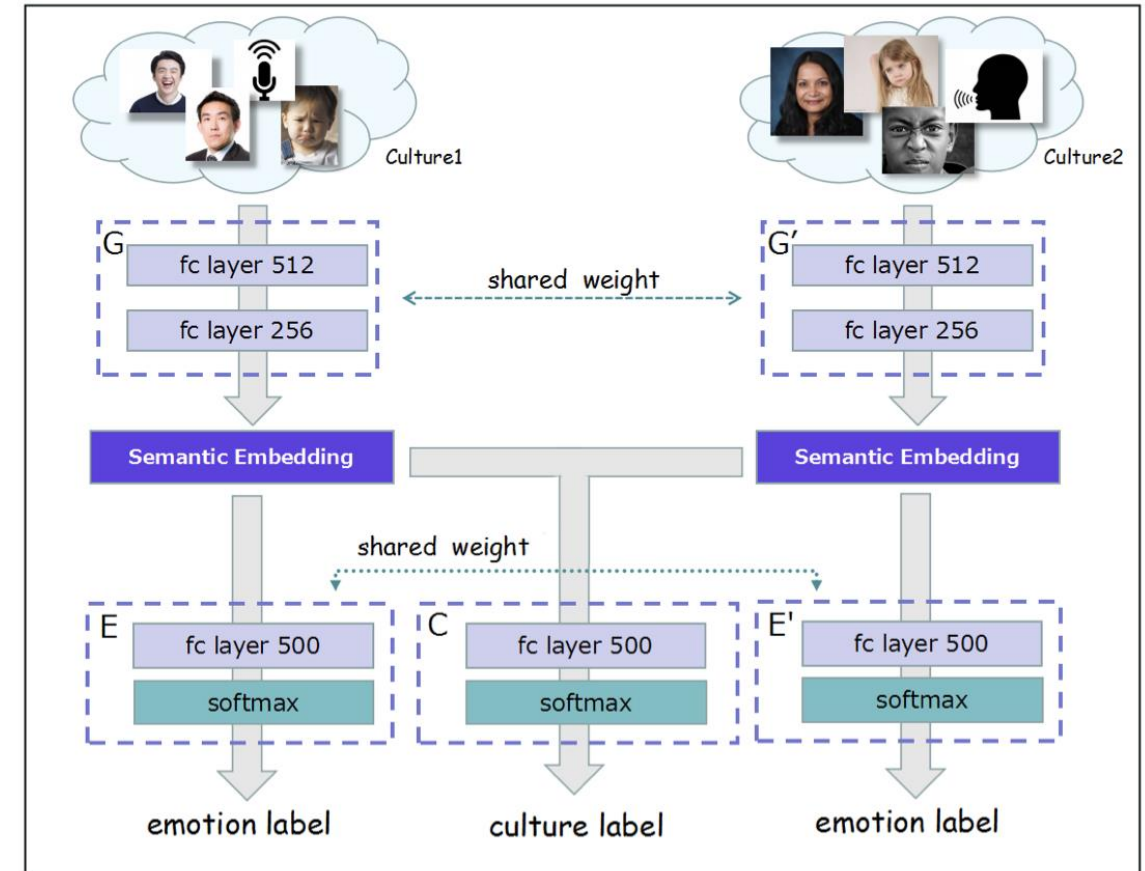 Culture1
Culture2
G
fc layer 512
fc layer 256
shared weight
G'
fc layer 512
fc layer 256
Semantic Embedding
Semantic Embedding
shared weight
E
fc layer 500
softmax
C
fc layer 500
softmax
E'
fc layer 500
softmax
emotion label
culture label
emotion label